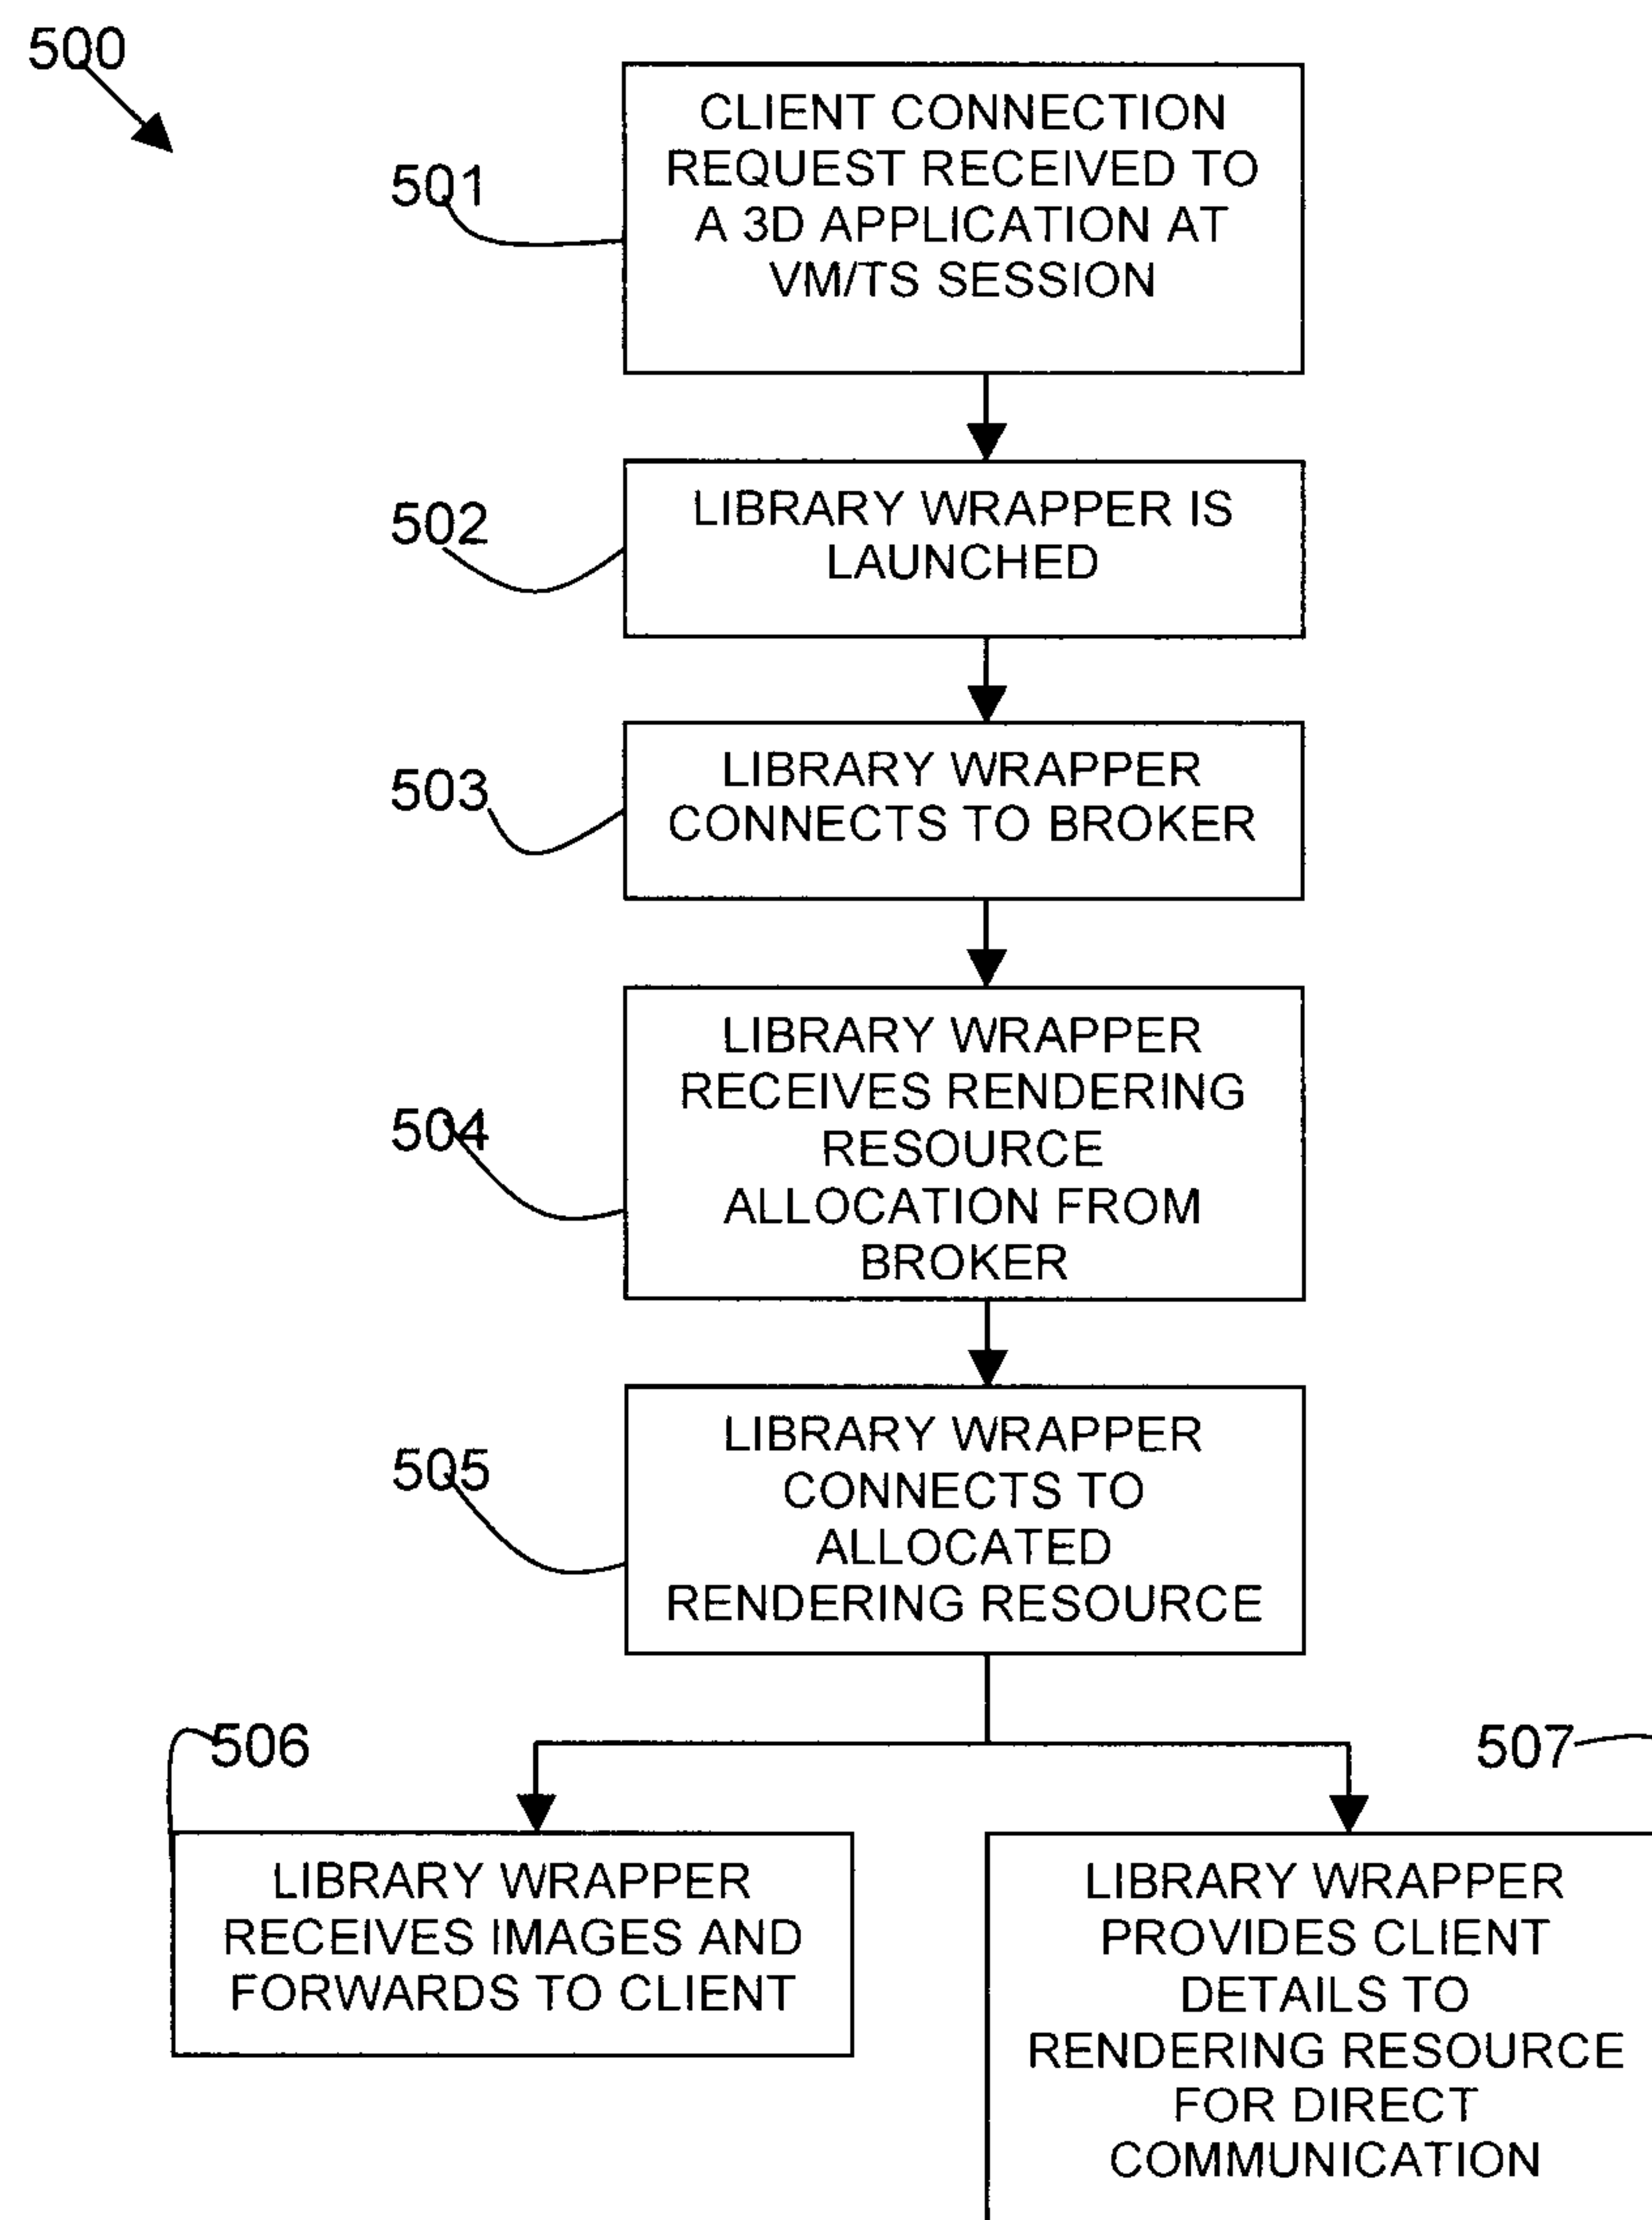 500
501
CLIENT CONNECTION
REQUEST RECEIVED TO
A 3D APPLICATION AT
VM/TS SESSION
502
LIBRARY WRAPPER IS
LAUNCHED
503
LIBRARY WRAPPER
CONNECTS TO BROKER
504
LIBRARY WRAPPER
RECEIVES RENDERING
RESOURCE
ALLOCATION FROM
BROKER
505
LIBRARY WRAPPER
CONNECTS TO
ALLOCATED
RENDERING RESOURCE
506
LIBRARY WRAPPER
RECEIVES IMAGES AND
FORWARDS TO CLIENT
507
LIBRARY WRAPPER
PROVIDES CLIENT
DETAILS TO
RENDERING RESOURCE
FOR DIRECT
COMMUNICATION